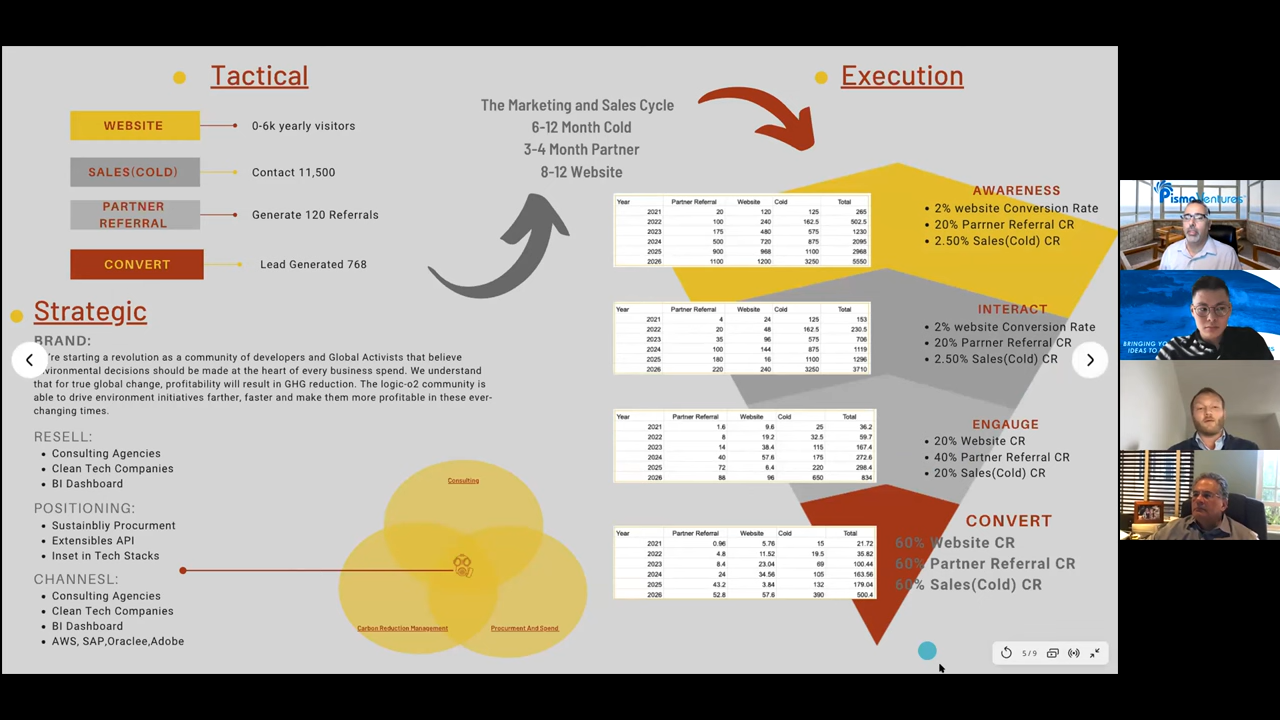 Tactical
WEBSITE
0-6k yearly visitors
SALES(COLD)
Contact 11,500
PARTNER
REFERRAL
Generate 120 Referrals
CONVERT
Lead Generated 768
The Marketing and Sales Cycle
6-12 Month Cold
3-4 Month Partner
8-12 Website
Strategic
BRAND:
're starting a revolution as a community of developers and Global Activists that believe
vironmental decisions should be made at the heart of every business spend. We understand
that for true global change, profitability will result in GHG reduction. The logic-o2 community is
able to drive environment initiatives farther, faster and make them more profitable in these ever-
changing times.
RESELL:
• Consulting Agencies
• Clean Tech Companies
• BI Dashboard
POSITIONING:
• Sustainbliy Procurment
• Extensibles API
• Inset in Tech Stacks
CHANNESL:
• Consulting Agencies
• Clean Tech Companies
• BI Dashboard
• AWS, SAP,Oraclee,Adobe
Consulting
Carbon Reduction Management
Procurment And Spend
Execution
Year Partner Referral Website Cold Total
2021 20 120 125 265
2022 100 240 162.5 502.5
2023 175 480 575 1230
2024 500 720 875 2095
2025 900 968 1100 2968
2026 1100 1200 3250 5550
AWARENESS
• 2% website Conversion Rate
• 20% Parrner Referral CR
• 2.50% Sales(Cold) CR
Year Partner Referral Website Cold Total
2021 4 24 125 153
2022 20 48 162.5 230.5
2023 35 96 575 706
2024 100 144 875 1119
2025 180 16 1100 1296
2026 220 240 3250 3710
INTERACT
• 2% website Conversion Rate
• 20% Parrner Referral CR
• 2.50% Sales(Cold) CR
Year Partner Referral Website Cold Total
2021 1.6 9.6 25 36.2
2022 8 19.2 32.5 59.7
2023 14 38.4 115 167.4
2024 40 57.6 175 272.6
2025 72 6.4 220 298.4
2026 88 96 650 834
ENGAUGE
• 20% Website CR
• 40% Partner Referral CR
• 20% Sales(Cold) CR
Year Partner Referral Website Cold Total
2021 0.96 5.76 15 21.72
2022 4.8 11.52 19.5 35.82
2023 8.4 23.04 69 100.44
2024 24 34.56 105 163.56
2025 43.2 3.84 132 179.04
2026 52.8 57.6 390 500.4
CONVERT
60% Website CR
60% Partner Referral CR
60% Sales(Cold) CR
5/9
Pismo Ventures
BRINGING YO
IDEAS TO